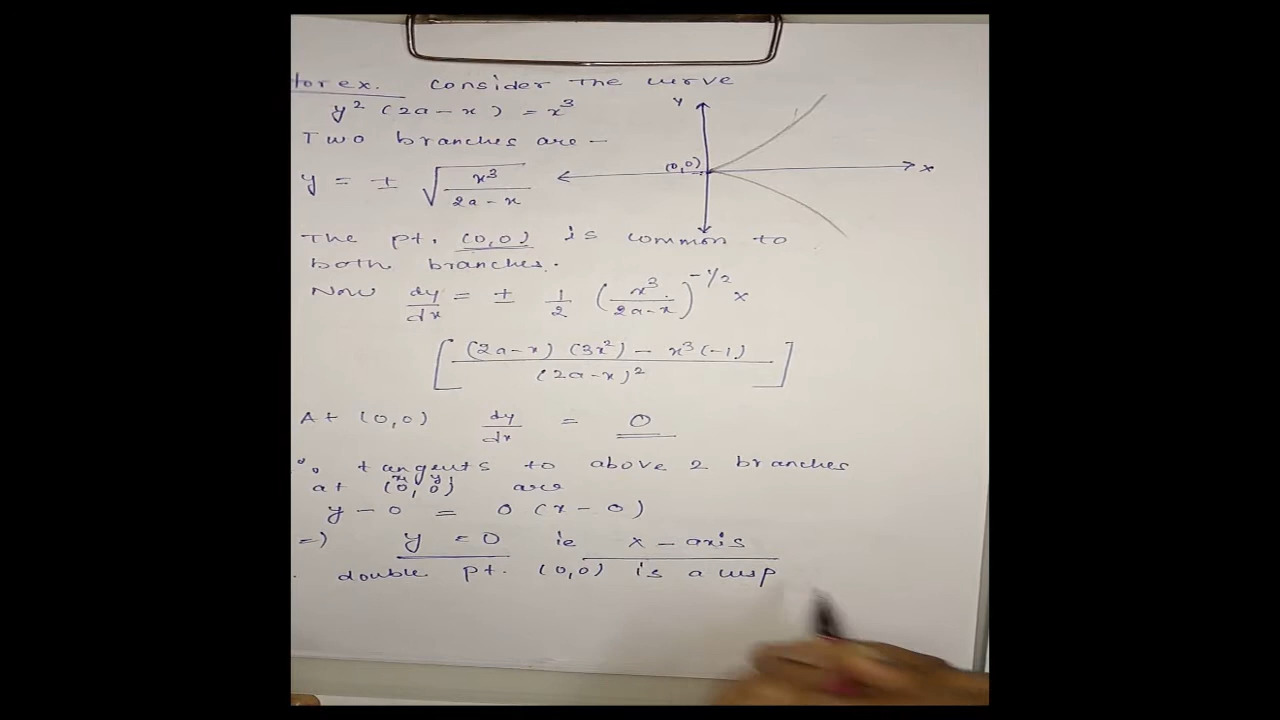 for ex. consider the curve
y² (2a - x) = x³
Two branches are -
y = ± √(x³/(2a - x))
Y
(0,0)
X
The pt. (0,0) is common to
both branches.
Now dy/dx = ± 1/2 (x³/(2a-x))^(-1/2) ×
[((2a-x) (3x²) - x³(-1))/(2a-x)²]
At (0,0) dy/dx = 0
∴ tangents to above 2 branches
x₁ y₁
at (0,0) are
y - 0 = 0 (x - 0)
⇒ y = 0 ie x-axis
double pt. (0,0) is a cusp